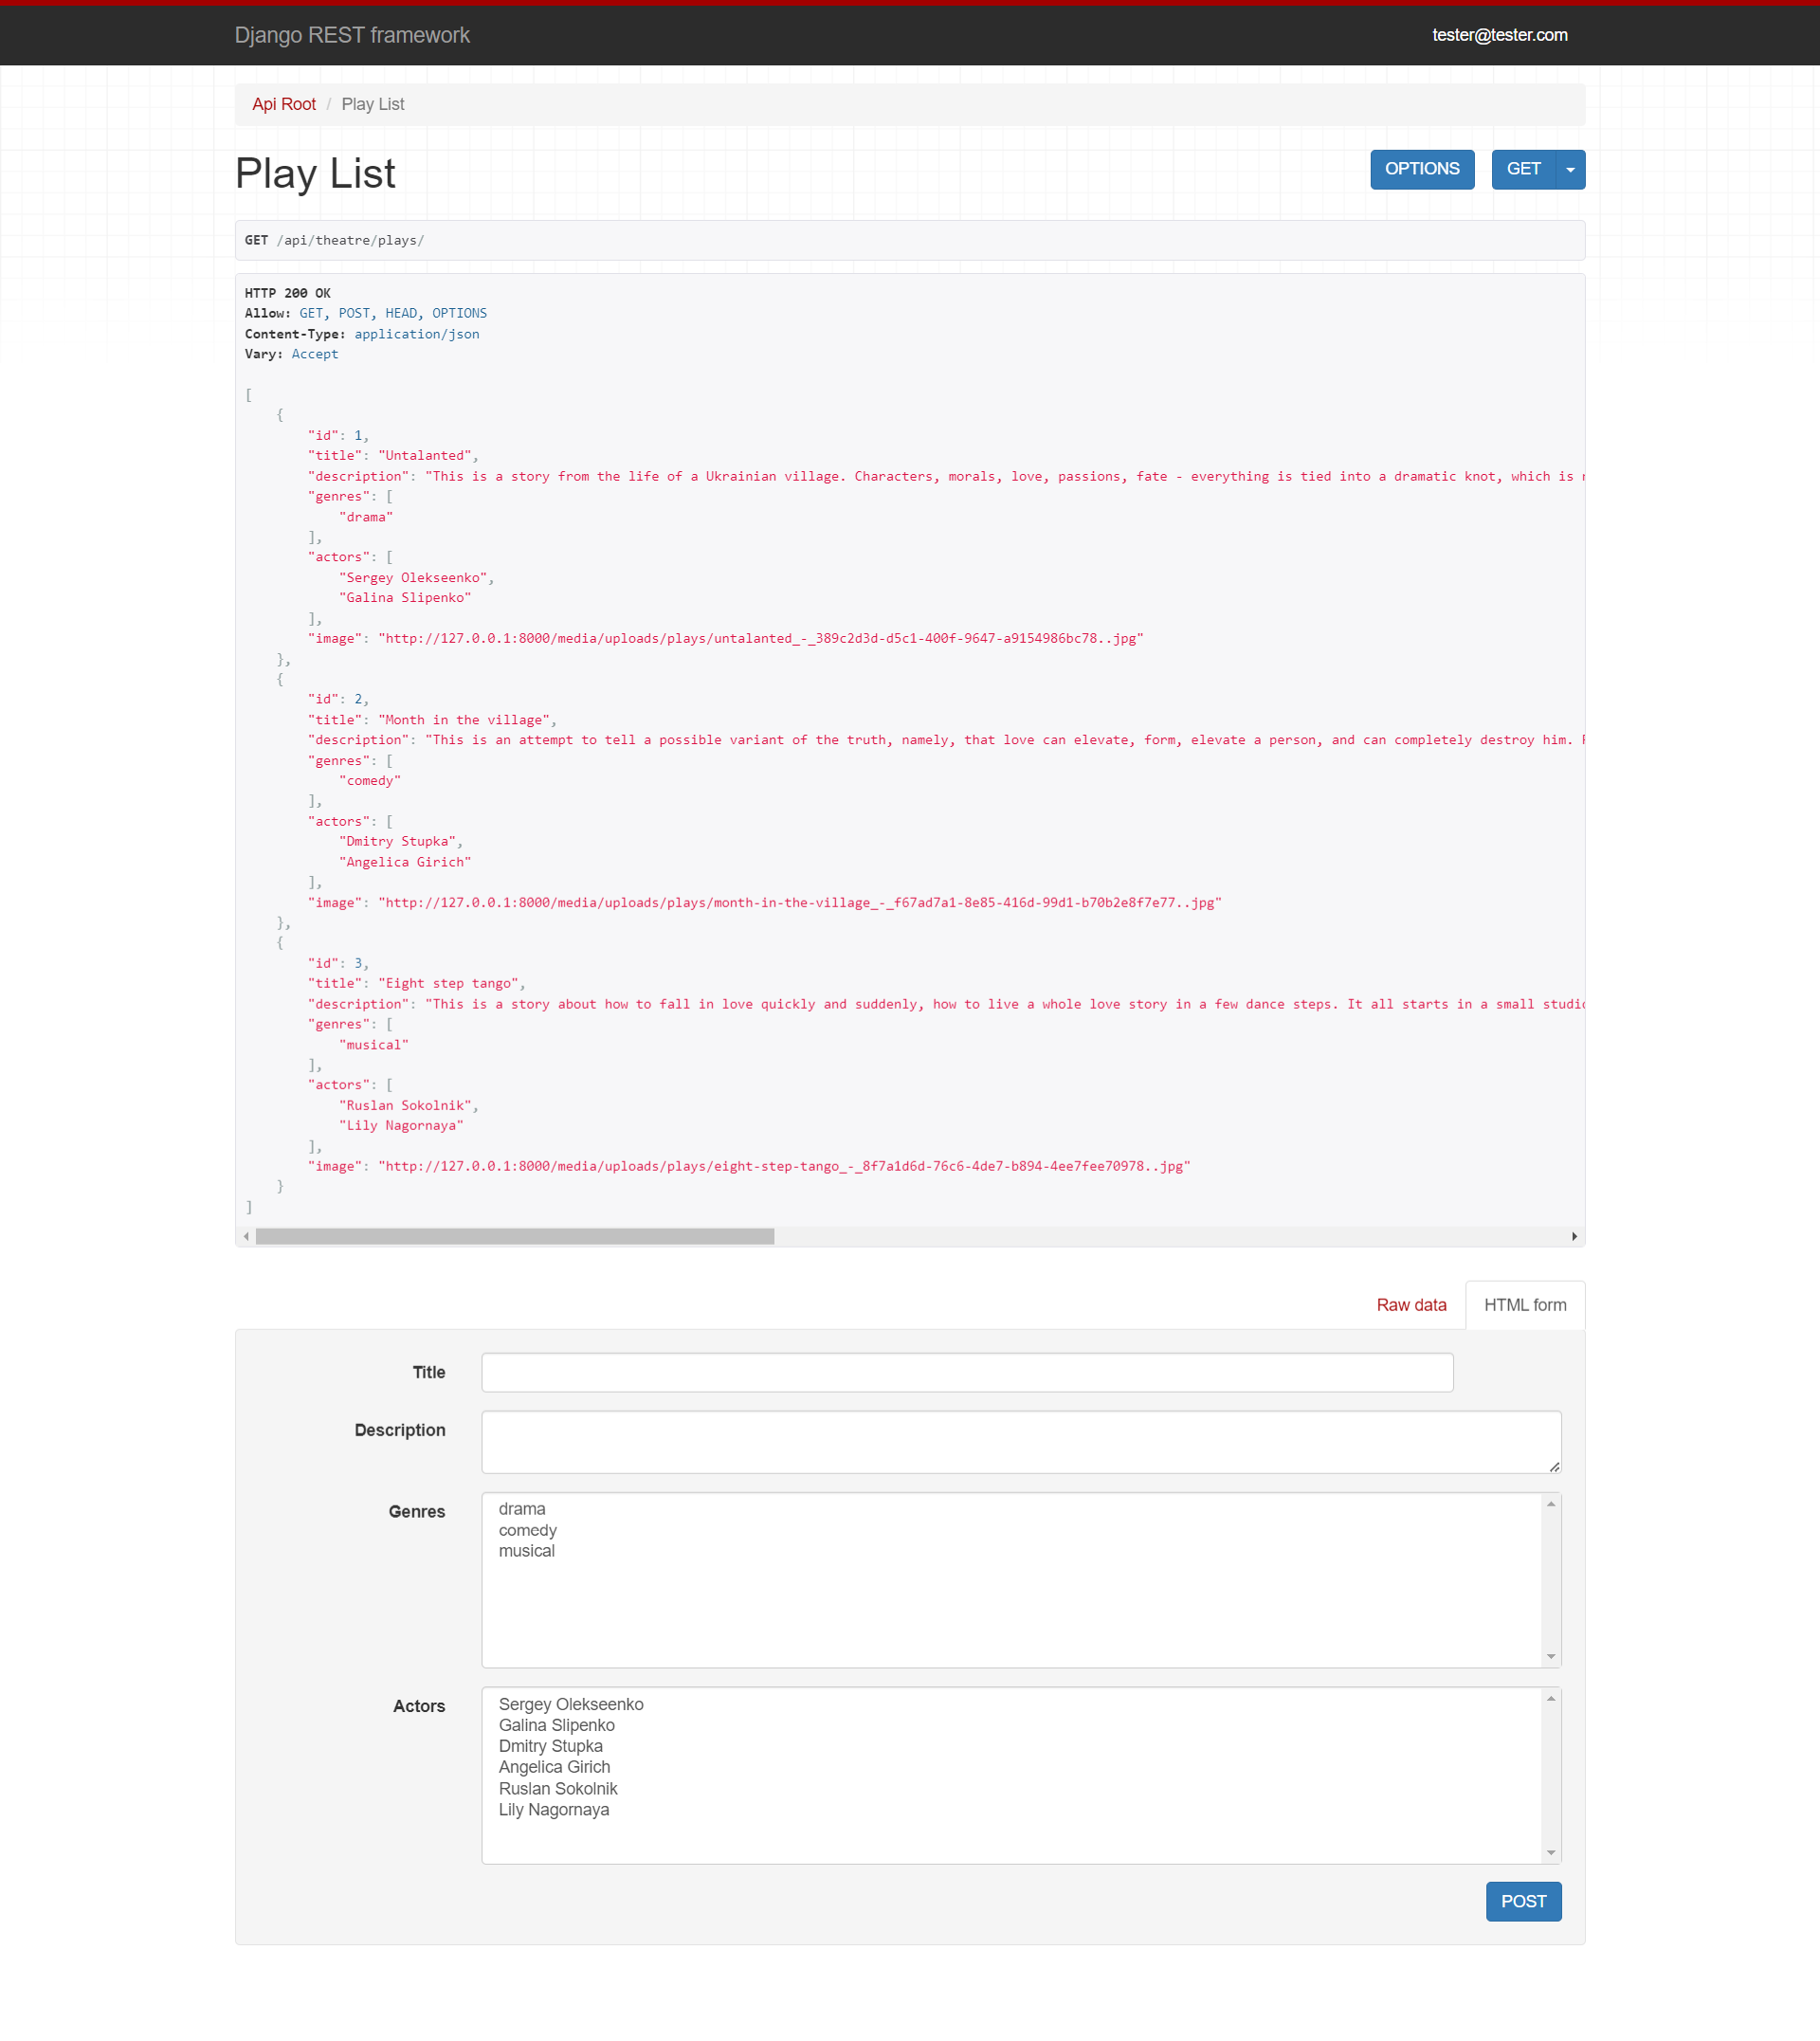 Django REST framework tester@tester.com
Api Root / Play List
Play List OPTIONS GET
GET /api/theatre/plays/
HTTP 200 OK
Allow: GET, POST, HEAD, OPTIONS
Content-Type: application/json
Vary: Accept
[
{
"id": 1,
"title": "Untalanted",
"description": "This is a story from the life of a Ukrainian village. Characters, morals, love, passions, fate - everything is tied into a dramatic knot, which is
"genres": [
"drama"
],
"actors": [
"Sergey Olekseenko",
"Galina Slipenko"
],
"image": "http://127.0.0.1:8000/media/uploads/plays/untalanted_-_389c2d3d-d5c1-400f-9647-a9154986bc78..jpg"
},
{
"id": 2,
"title": "Month in the village",
"description": "This is an attempt to tell a possible variant of the truth, namely, that love can elevate, form, elevate a person, and can completely destroy him.
"genres": [
"comedy"
],
"actors": [
"Dmitry Stupka",
"Angelica Girich"
],
"image": "http://127.0.0.1:8000/media/uploads/plays/month-in-the-village_-_f67ad7a1-8e85-416d-99d1-b70b2e8f7e77..jpg"
},
{
"id": 3,
"title": "Eight step tango",
"description": "This is a story about how to fall in love quickly and suddenly, how to live a whole love story in a few dance steps. It all starts in a small studio
"genres": [
"musical"
],
"actors": [
"Ruslan Sokolnik",
"Lily Nagornaya"
],
"image": "http://127.0.0.1:8000/media/uploads/plays/eight-step-tango_-_8f7a1d6d-76c6-4de7-b894-4ee7fee70978..jpg"
}
]
Raw data HTML form
Title
Description
Genres
drama
comedy
musical
Actors
Sergey Olekseenko
Galina Slipenko
Dmitry Stupka
Angelica Girich
Ruslan Sokolnik
Lily Nagornaya
POST